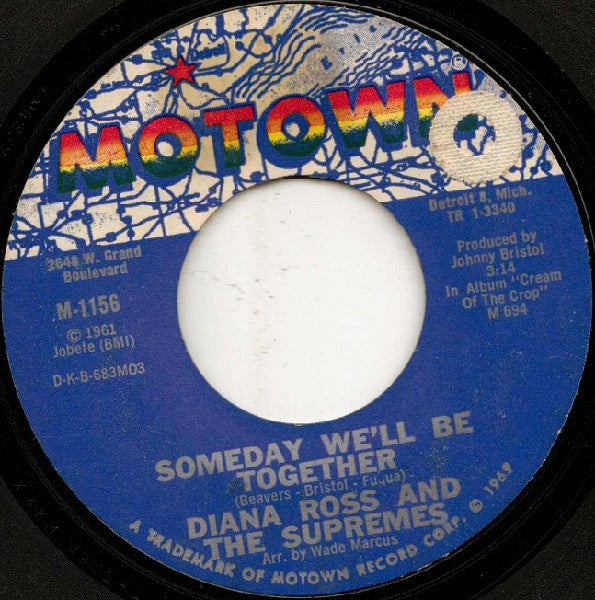 MOTOWN ®
Detroit 8, Mich.
TR 1-3340
2648 W. Grand
Boulevard
M-1156
© 1961
Jobete (BMI)
D-K-B-683M03
Produced by
Johnny Bristol
3:14
In Album "Cream
Of The Crop"
M 694
SOMEDAY WE'LL BE
TOGETHER
(Beavers - Bristol - Fuqua)
DIANA ROSS AND
THE SUPREMES
Arr. by Wade Marcus
A TRADEMARK OF MOTOWN RECORD CORP. © 1969